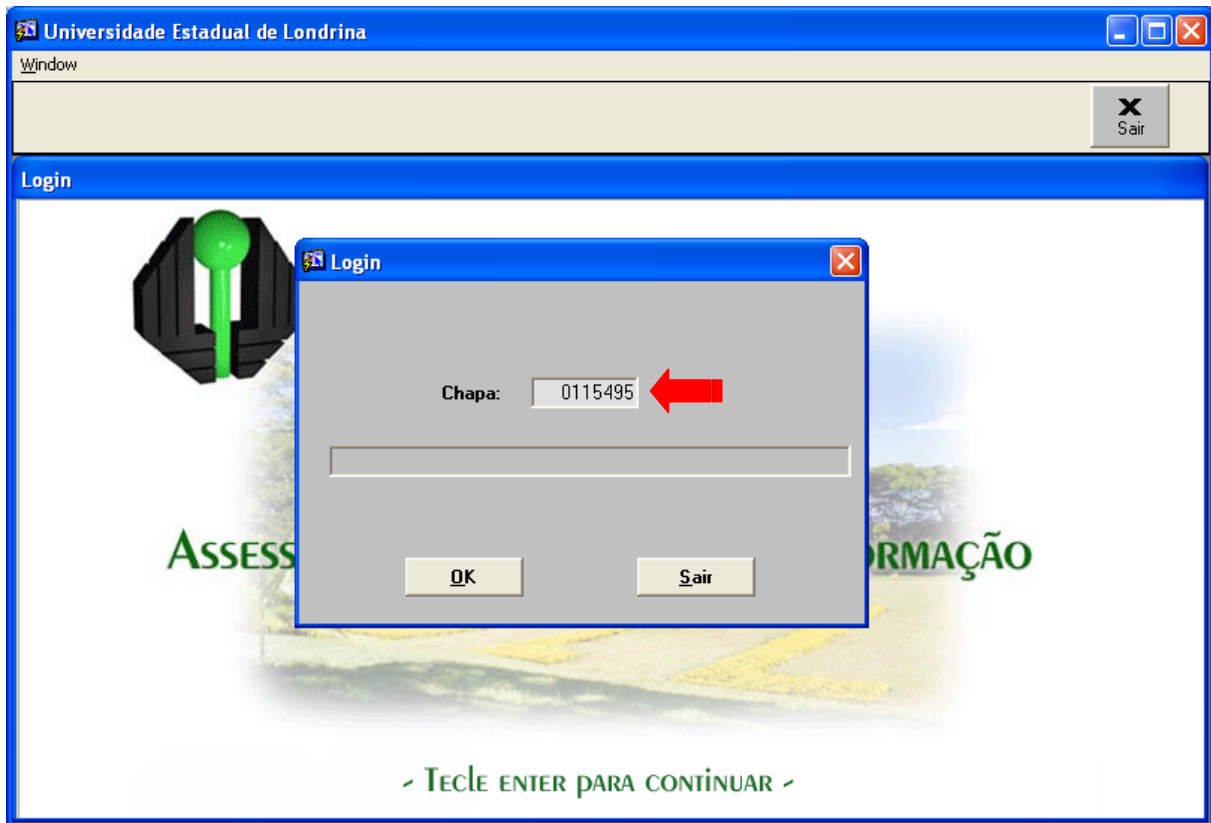 Universidade Estadual de Londrina
Window
X
Sair
Login
Login
Chapa: 0115495
OK Sair
ASSESS RMAÇÃO
- TECLE ENTER PARA CONTINUAR -